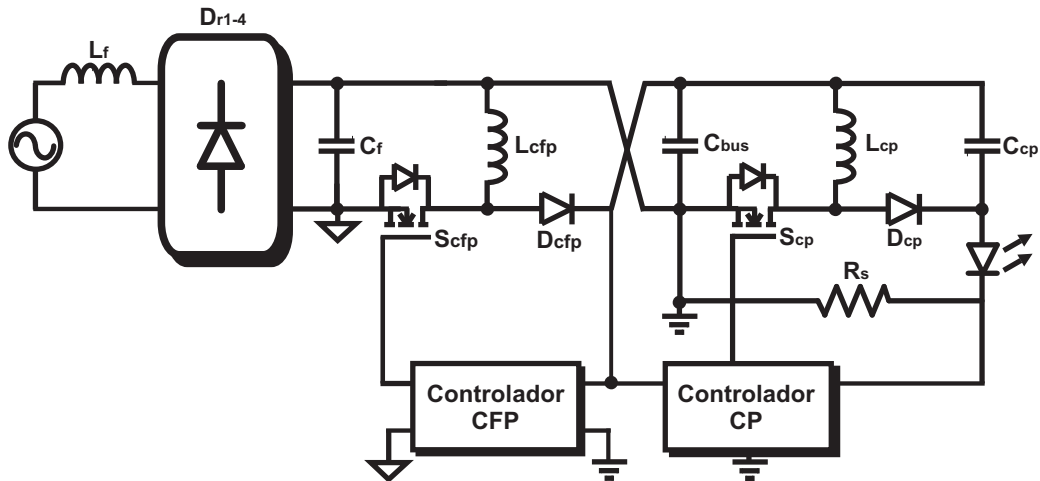 Dr1-4
Lf
Cf
Lcfp
Cbus
Lcp
Ccp
Scfp
Dcfp
Scp
Dcp
Rs
Controlador
CFP
Controlador
CP